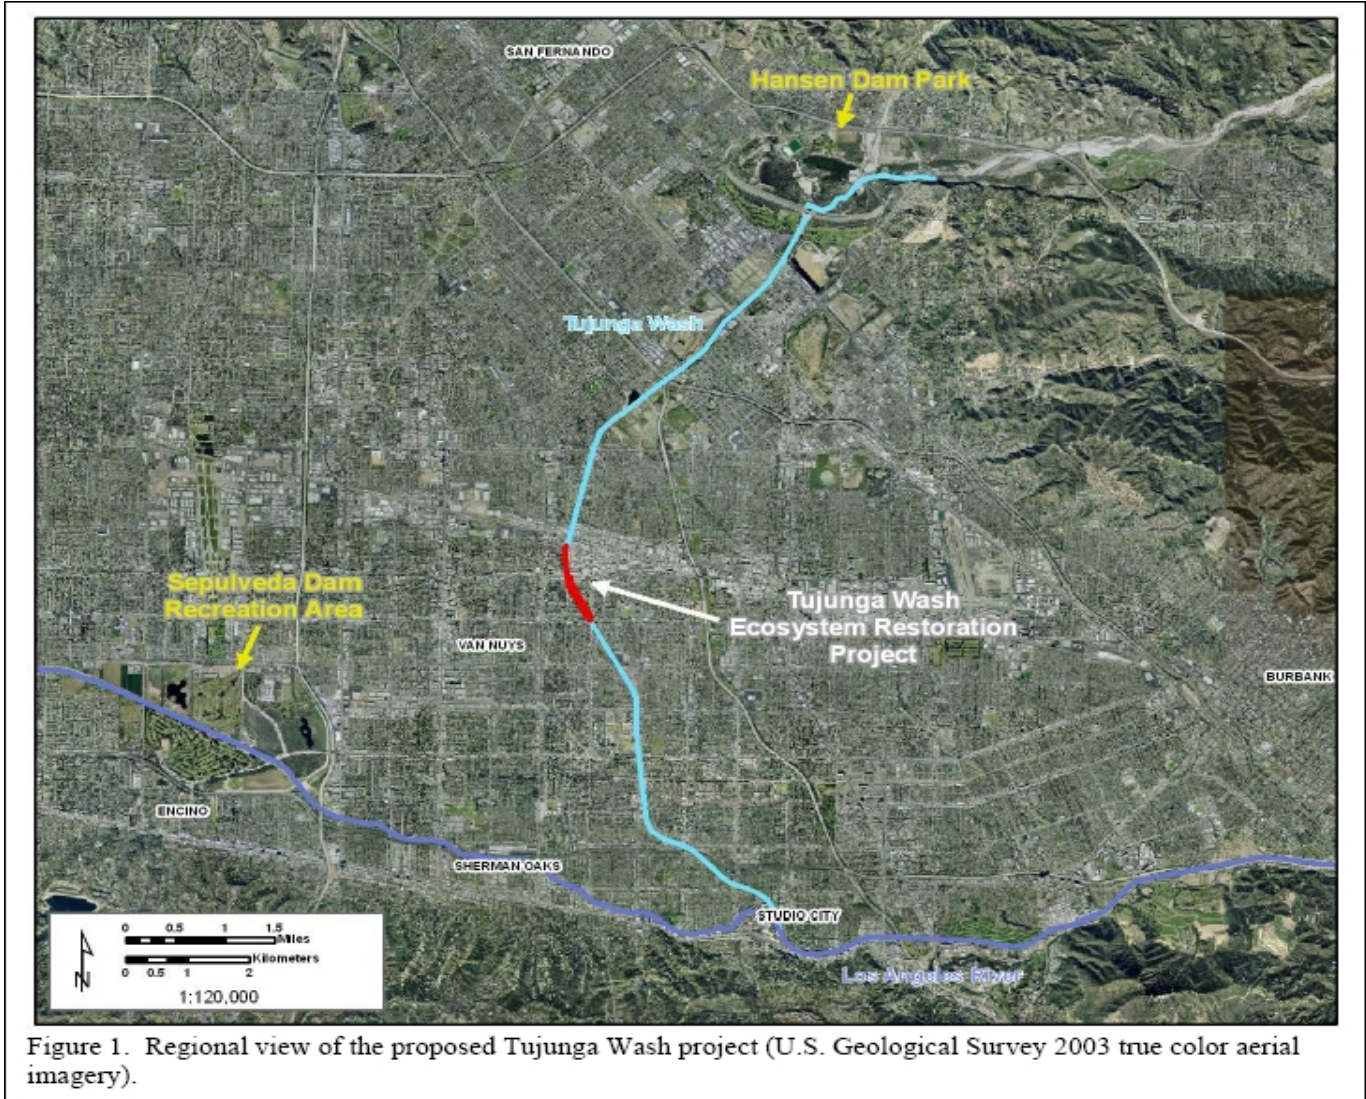 SAN FERNANDO
Hansen Dam Park
Tujunga Wash
Sepulveda Dam
Recreation Area
Tujunga Wash
Ecosystem Restoration
Project
VAN NUYS
BURBANK
ENCINO
SHERMAN OAKS
STUDIO CITY
Los Angeles River
0 0.5 1 1.5
Miles
Kilometers
0 0.5 1 2
N
1:120,000
Figure 1. Regional view of the proposed Tujunga Wash project (U.S. Geological Survey 2003 true color aerial
imagery).